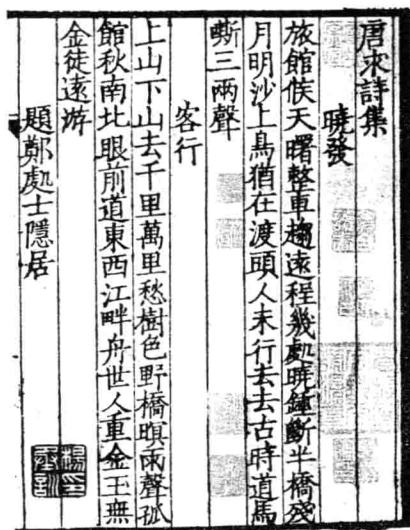 唐求詩集
曉發
旅館候天曙整車趨遠程幾處曉鍾斷半橋殘
月明沙上鳥猶在渡頭人未行去去古時道馬
嘶三兩聲
客行
上山下山去千里萬里愁樹色野橋暝雨聲孤
館秋南北眼前道東西江畔舟世人重金玉無
金徒遠游
題鄭處士隱居